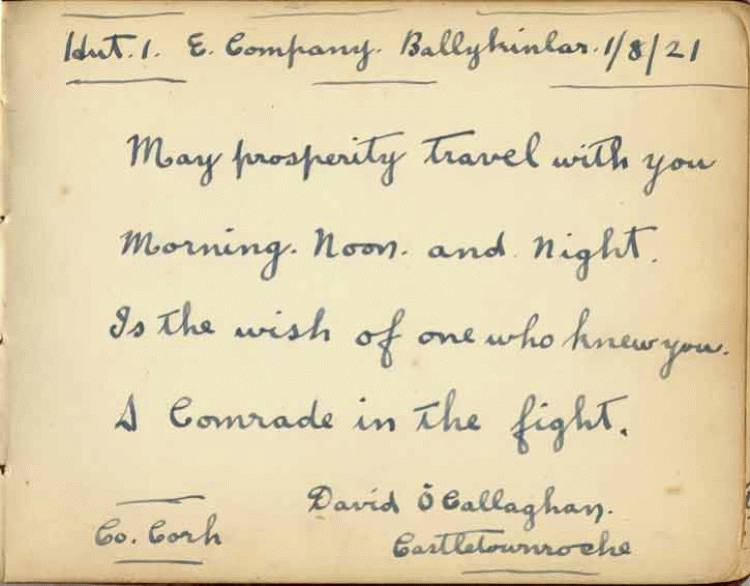 Hut. 1. E. Company. Ballykinlar. 1/8/21
May prosperity travel with you
Morning. Noon. and Night.
Is the wish of one who knew you.
A Comrade in the fight.
David O'Callaghan.
Co. Cork
Castletownroche